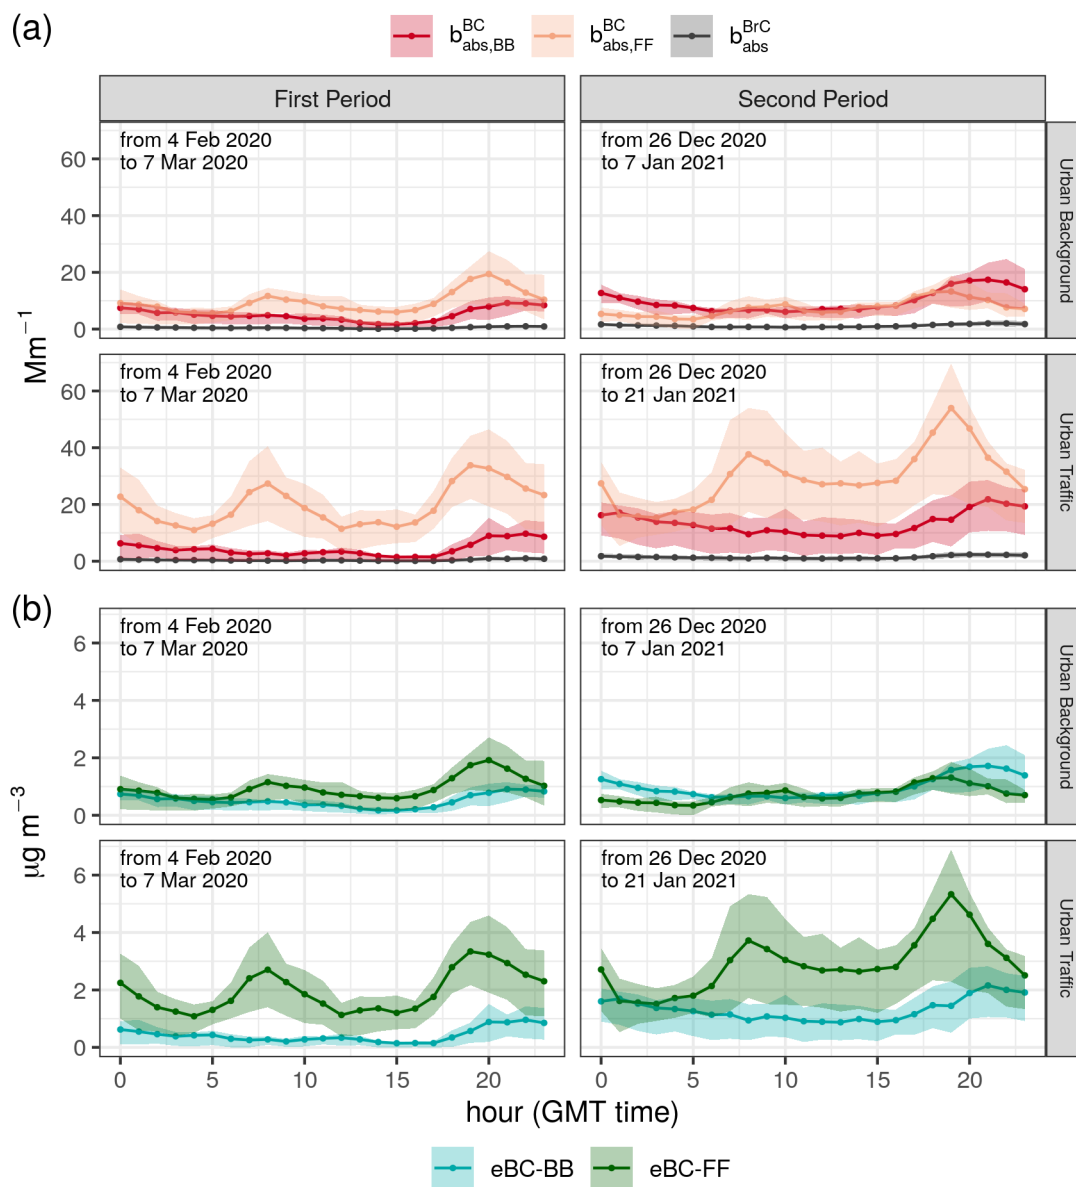 (a)
b BC abs,BB b BC abs,FF b BrC abs
First Period Second Period
from 4 Feb 2020
to 7 Mar 2020
from 26 Dec 2020
to 7 Jan 2021
Urban Background
60
40
20
0
Mm−1
from 4 Feb 2020
to 7 Mar 2020
from 26 Dec 2020
to 21 Jan 2021
Urban Traffic
60
40
20
0
(b)
from 4 Feb 2020
to 7 Mar 2020
from 26 Dec 2020
to 7 Jan 2021
Urban Background
6
4
2
0
μg m−3
from 4 Feb 2020
to 7 Mar 2020
from 26 Dec 2020
to 21 Jan 2021
Urban Traffic
6
4
2
0
0 5 10 15 20 0 5 10 15 20
hour (GMT time)
eBC-BB eBC-FF